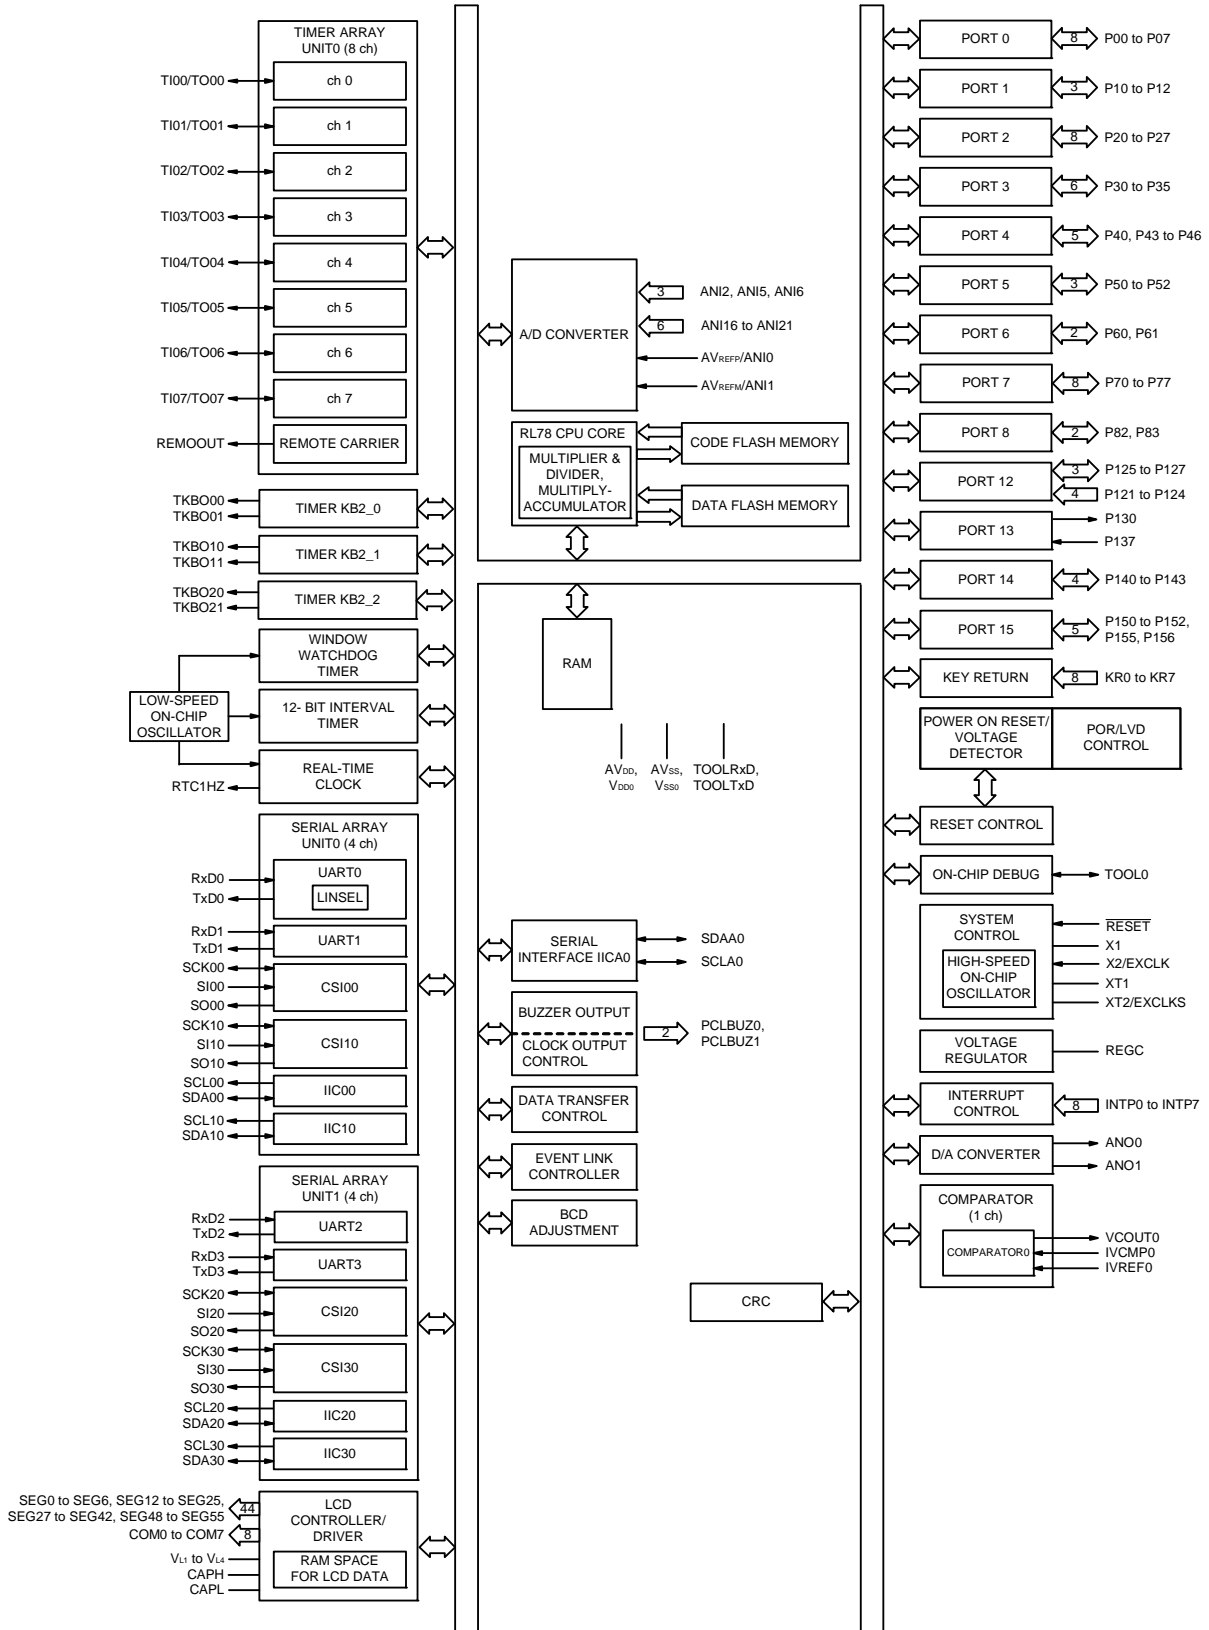 TIMER ARRAY
UNIT0 (8 ch)
TI00/TO00
ch 0
TI01/TO01
ch 1
TI02/TO02
ch 2
TI03/TO03
ch 3
TI04/TO04
ch 4
TI05/TO05
ch 5
TI06/TO06
ch 6
TI07/TO07
ch 7
REMOOUT
REMOTE CARRIER
TKBO00
TKBO01
TIMER KB2_0
TKBO10
TKBO11
TIMER KB2_1
TKBO20
TKBO21
TIMER KB2_2
WINDOW
WATCHDOG
TIMER
LOW-SPEED
ON-CHIP
OSCILLATOR
12- BIT INTERVAL
TIMER
RTC1HZ
REAL-TIME
CLOCK
SERIAL ARRAY
UNIT0 (4 ch)
RxD0
TxD0
UART0
LINSEL
RxD1
TxD1
UART1
SCK00
SI00
SO00
CSI00
SCK10
SI10
SO10
CSI10
SCL00
SDA00
IIC00
SCL10
SDA10
IIC10
SERIAL ARRAY
UNIT1 (4 ch)
RxD2
TxD2
UART2
RxD3
TxD3
UART3
SCK20
SI20
SO20
CSI20
SCK30
SI30
SO30
CSI30
SCL20
SDA20
IIC20
SCL30
SDA30
IIC30
SEG0 to SEG6, SEG12 to SEG25,
SEG27 to SEG42, SEG48 to SEG55
44
COM0 to COM7
8
VL1 to VL4
CAPH
CAPL
LCD
CONTROLLER/
DRIVER
RAM SPACE
FOR LCD DATA
A/D CONVERTER
3
ANI2, ANI5, ANI6
6
ANI16 to ANI21
AVREFP/ANI0
AVREFM/ANI1
RL78 CPU CORE
MULTIPLIER &
DIVIDER,
MULITIPLY-
ACCUMULATOR
CODE FLASH MEMORY
DATA FLASH MEMORY
RAM
AVDD,
VDD0
AVSS,
VSS0
TOOLRxD,
TOOLTxD
SERIAL
INTERFACE IICA0
SDAA0
SCLA0
BUZZER OUTPUT
CLOCK OUTPUT
CONTROL
2
PCLBUZ0,
PCLBUZ1
DATA TRANSFER
CONTROL
EVENT LINK
CONTROLLER
BCD
ADJUSTMENT
CRC
PORT 0
8
P00 to P07
PORT 1
3
P10 to P12
PORT 2
8
P20 to P27
PORT 3
6
P30 to P35
PORT 4
5
P40, P43 to P46
PORT 5
3
P50 to P52
PORT 6
2
P60, P61
PORT 7
8
P70 to P77
PORT 8
2
P82, P83
PORT 12
3
P125 to P127
4
P121 to P124
PORT 13
P130
P137
PORT 14
4
P140 to P143
PORT 15
5
P150 to P152,
P155, P156
KEY RETURN
8
KR0 to KR7
POWER ON RESET/
VOLTAGE
DETECTOR
POR/LVD
CONTROL
RESET CONTROL
ON-CHIP DEBUG
TOOL0
SYSTEM
CONTROL
HIGH-SPEED
ON-CHIP
OSCILLATOR
RESET
X1
X2/EXCLK
XT1
XT2/EXCLKS
VOLTAGE
REGULATOR
REGC
INTERRUPT
CONTROL
8
INTP0 to INTP7
D/A CONVERTER
ANO0
ANO1
COMPARATOR
(1 ch)
COMPARATOR0
VCOUT0
IVCMP0
IVREF0